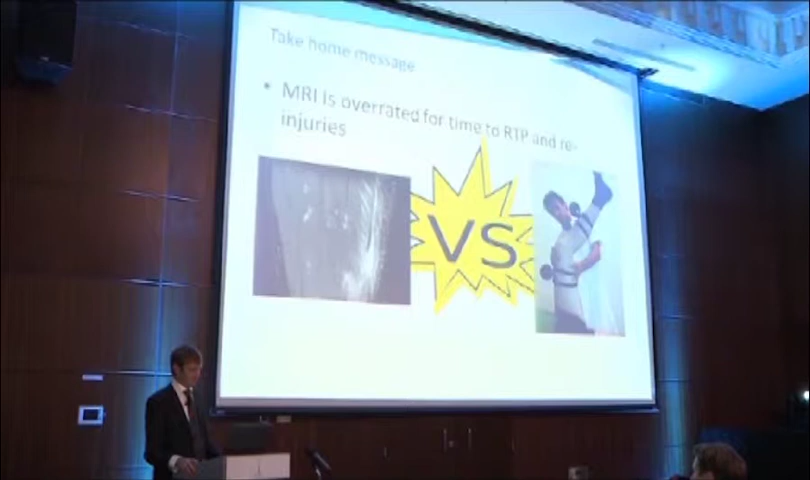 Take home message
• MRI is overrated for time to RTP and re-
injuries
VS